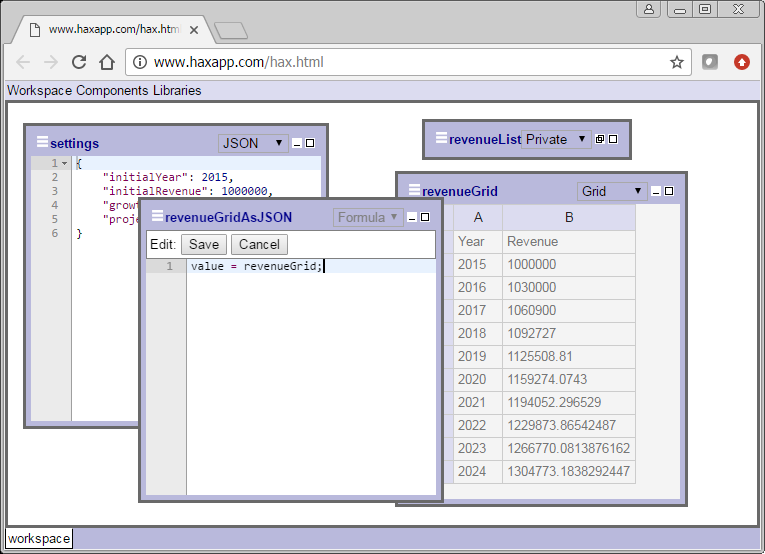 www.haxapp.com/hax.htm
www.haxapp.com/hax.html
Workspace Components Libraries
settings JSON
1 {
2 "initialYear": 2015,
3 "initialRevenue": 1000000,
4 "growt
5 "proje
6 }
revenueList Private
revenueGrid Grid
A B
Year Revenue
2015 1000000
2016 1030000
2017 1060900
2018 1092727
2019 1125508.81
2020 1159274.0743
2021 1194052.296529
2022 1229873.86542487
2023 1266770.0813876162
2024 1304773.1838292447
revenueGridAsJSON Formula
Edit: Save Cancel
1 value = revenueGrid;
workspace